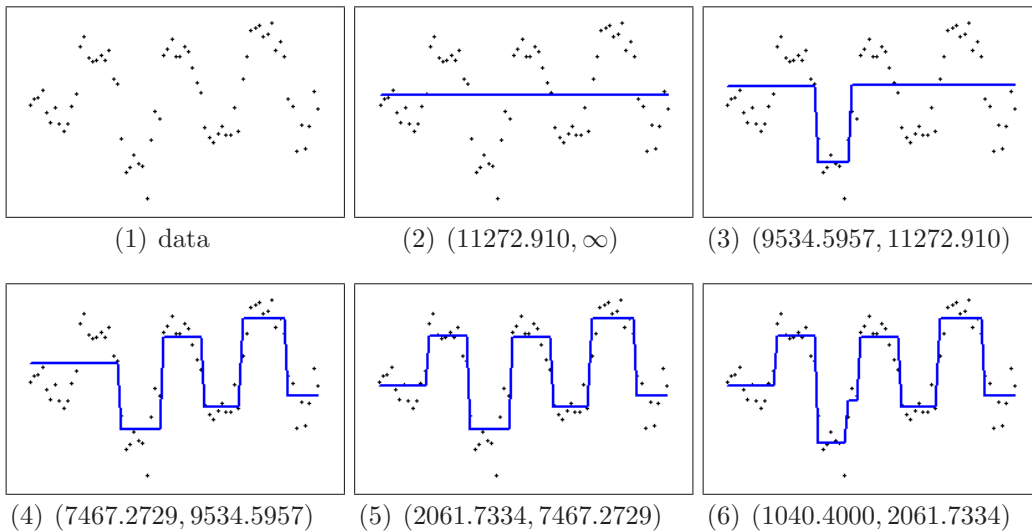 (1) data
(2) (11272.910, ∞)
(3) (9534.5957, 11272.910)
(4) (7467.2729, 9534.5957)
(5) (2061.7334, 7467.2729)
(6) (1040.4000, 2061.7334)